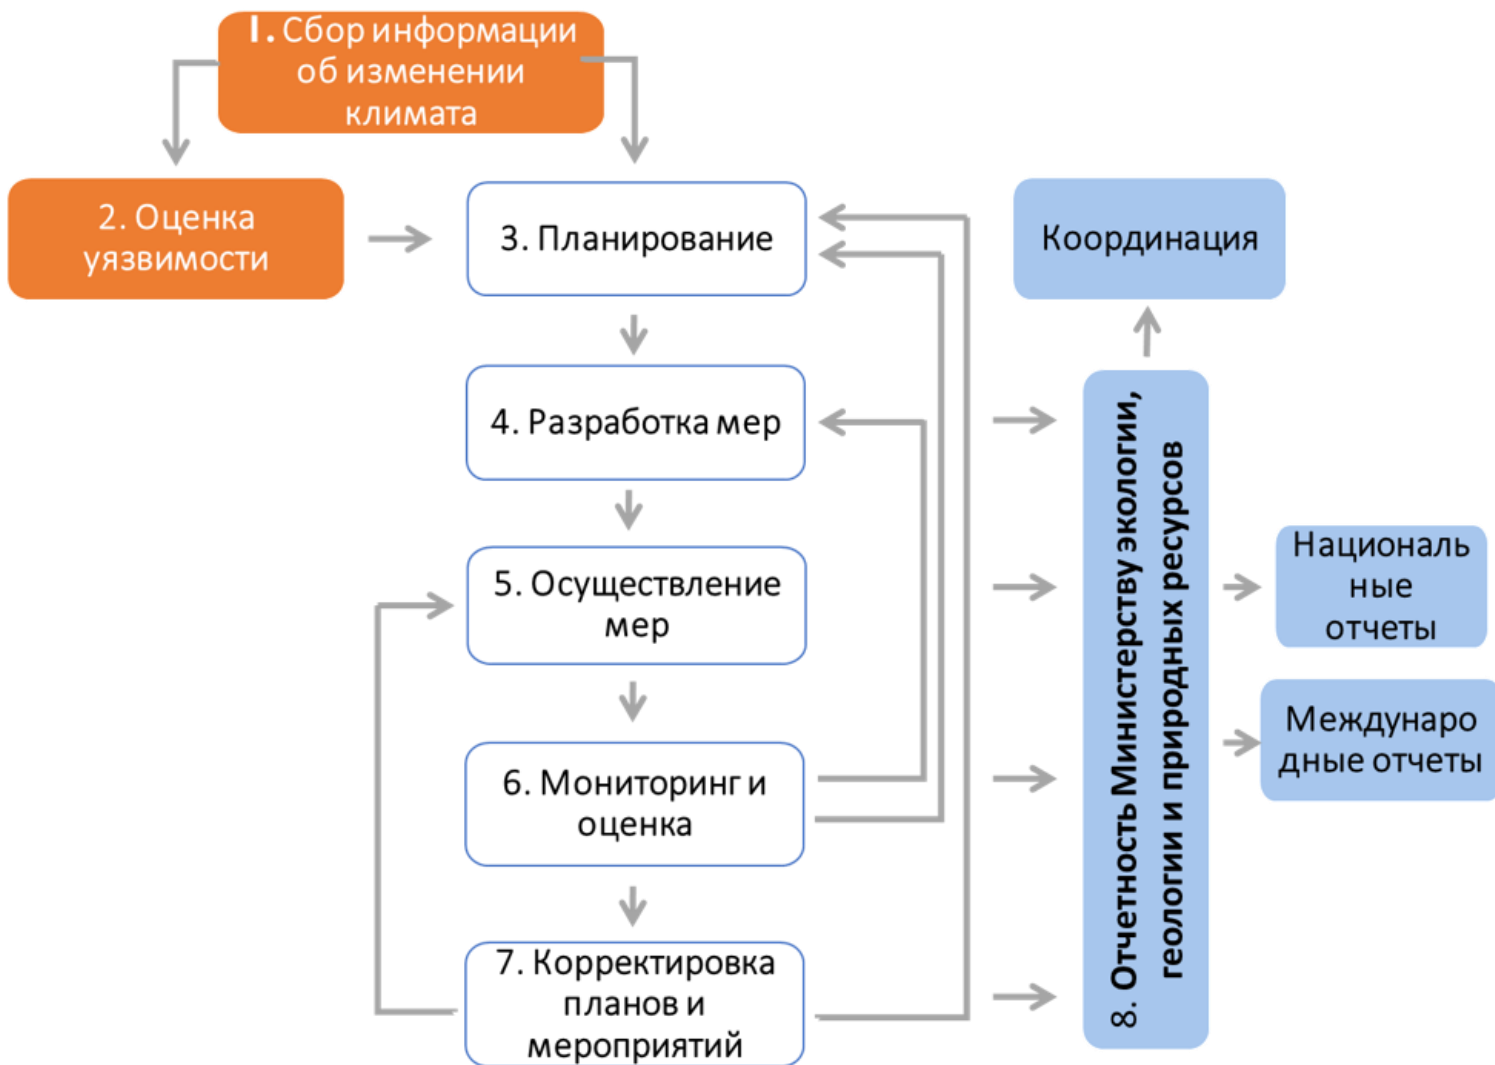 1. Сбор информации
об изменении
климата
2. Оценка
уязвимости
3. Планирование
Координация
4. Разработка мер
5. Осуществление
мер
6. Мониторинг и
оценка
7. Корректировка
планов и
мероприятий
8. Отчетность Министерству экологии,
геологии и природных ресурсов
Националь
ные
отчеты
Междунаро
дные отчеты